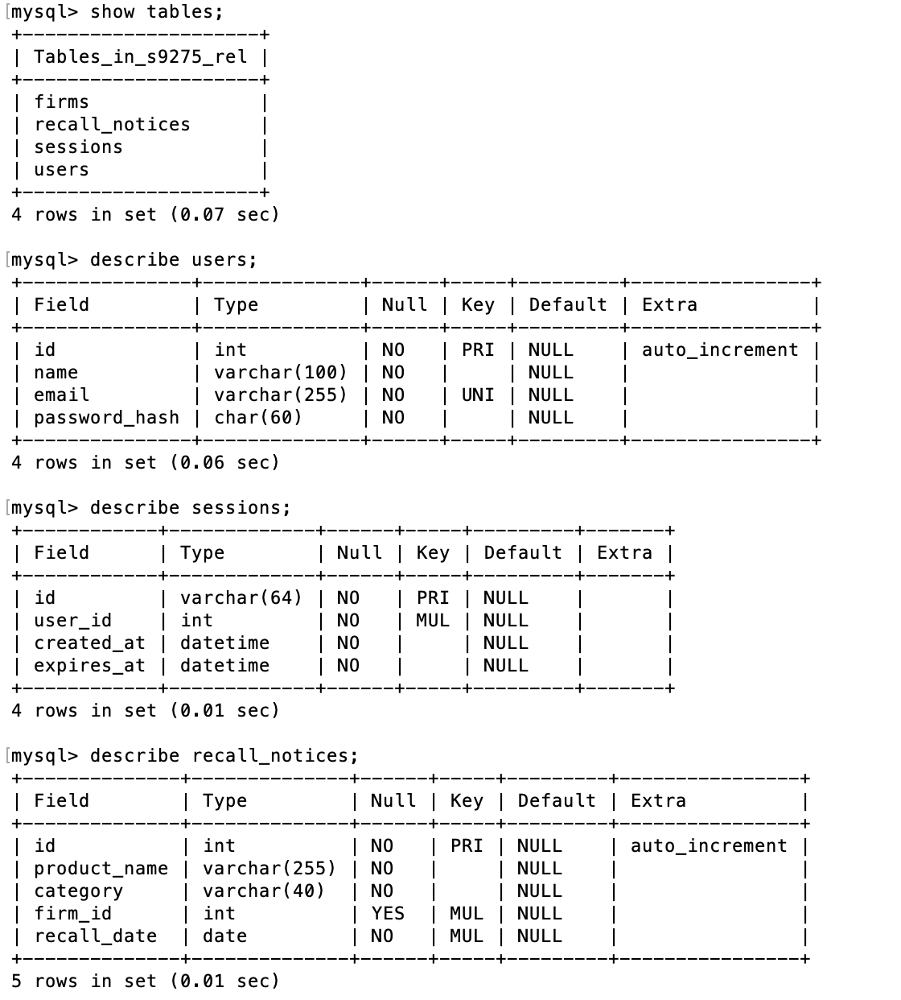 [mysql> show tables;
+---------------------+
| Tables_in_s9275_rel |
+---------------------+
| firms               |
| recall_notices      |
| sessions            |
| users               |
+---------------------+
4 rows in set (0.07 sec)

[mysql> describe users;
+---------------+--------------+------+-----+---------+----------------+
| Field         | Type         | Null | Key | Default | Extra          |
+---------------+--------------+------+-----+---------+----------------+
| id            | int          | NO   | PRI | NULL    | auto_increment |
| name          | varchar(100) | NO   |     | NULL    |                |
| email         | varchar(255) | NO   | UNI | NULL    |                |
| password_hash | char(60)     | NO   |     | NULL    |                |
+---------------+--------------+------+-----+---------+----------------+
4 rows in set (0.06 sec)

[mysql> describe sessions;
+------------+-------------+------+-----+---------+-------+
| Field      | Type        | Null | Key | Default | Extra |
+------------+-------------+------+-----+---------+-------+
| id         | varchar(64) | NO   | PRI | NULL    |       |
| user_id    | int         | NO   | MUL | NULL    |       |
| created_at | datetime    | NO   |     | NULL    |       |
| expires_at | datetime    | NO   |     | NULL    |       |
+------------+-------------+------+-----+---------+-------+
4 rows in set (0.01 sec)

[mysql> describe recall_notices;
+--------------+--------------+------+-----+---------+----------------+
| Field        | Type         | Null | Key | Default | Extra          |
+--------------+--------------+------+-----+---------+----------------+
| id           | int          | NO   | PRI | NULL    | auto_increment |
| product_name | varchar(255) | NO   |     | NULL    |                |
| category     | varchar(40)  | NO   |     | NULL    |                |
| firm_id      | int          | YES  | MUL | NULL    |                |
| recall_date  | date         | NO   | MUL | NULL    |                |
+--------------+--------------+------+-----+---------+----------------+
5 rows in set (0.01 sec)